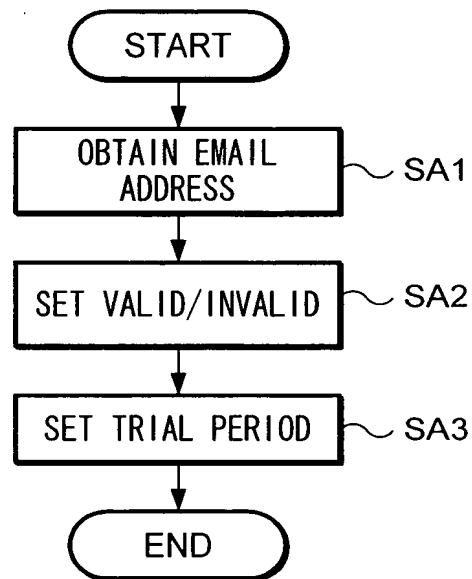 START
OBTAIN EMAIL
ADDRESS
SA1
SET VALID/INVALID
SA2
SET TRIAL PERIOD
SA3
END